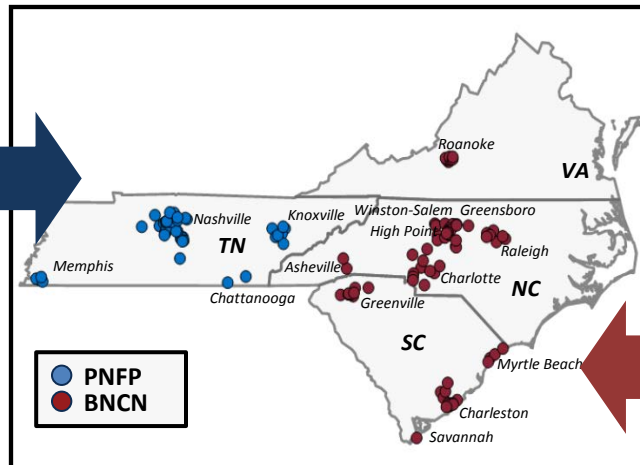 Roanoke
VA
Winston-Salem Greensboro
Nashville
Knoxville
High Point
TN
Raleigh
Memphis
Asheville
Charlotte
Chattanooga
NC
Greenville
SC
Myrtle Beach
PNFP
BNCN
Charleston
Savannah